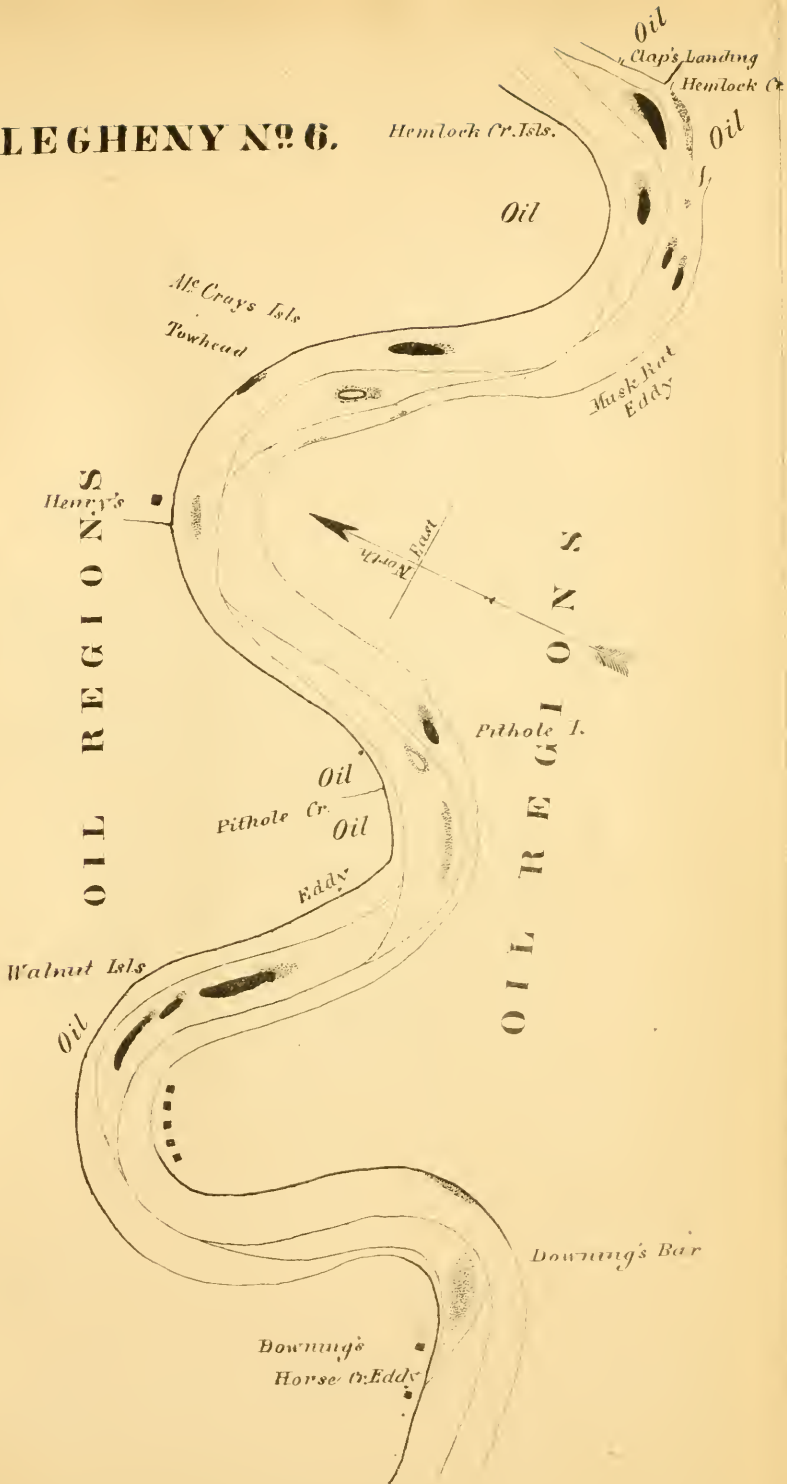 Oil
Clap's Landing
Hemlock Cr
LEGHENY No. 6.
Hemlock Cr. Isls.
Oil
Oil
Mc Crays Isls
Towhead
Musk Rat
Eddy
Henry's
OIL REGIONS
East
North
OIL REGIONS
Pithole I.
Oil
Pithole Cr.
Oil
Eddy
Walnut Isls
Oil
Downing's Bar
Downing's
Horse Cr. Eddy